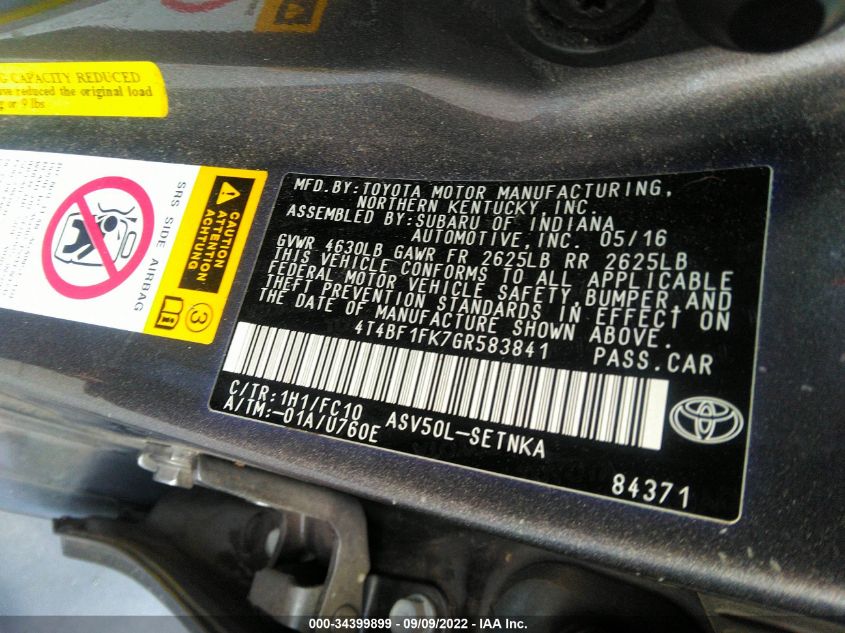 G CAPACITY REDUCED
ave reduced the original load
g or 9 lbs
CAUTION
ATTENTION
ACHTUNG
SRS SIDE AIRBAG
3
MFD.BY:TOYOTA MOTOR MANUFACTURING,
NORTHERN KENTUCKY, INC.
ASSEMBLED BY:SUBARU OF INDIANA
AUTOMOTIVE,INC. 05/16
GVWR 4630LB GAWR FR 2625LB RR 2625LB
THIS VEHICLE CONFORMS TO ALL APPLICABLE
FEDERAL MOTOR VEHICLE SAFETY,BUMPER,AND
THEFT PREVENTION STANDARDS IN EFFECT ON
THE DATE OF MANUFACTURE SHOWN ABOVE.
4T4BF1FK7GR583841 PASS.CAR
C/TR:1H1/FC10 ASV50L-SETNKA
A/TM:-01A/U760E
84371
000-34399899 - 09/09/2022 - IAA Inc.